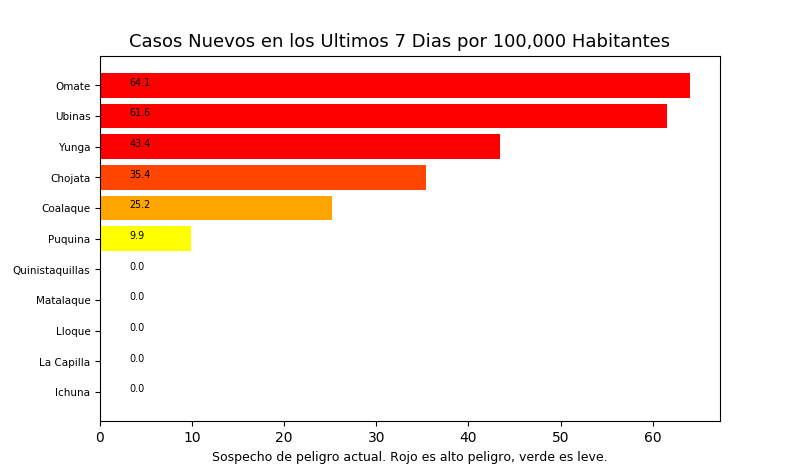 Casos Nuevos en los Ultimos 7 Dias por 100,000 Habitantes
Omate 64.1
Ubinas 61.6
Yunga 43.4
Chojata 35.4
Coalaque 25.2
Puquina 9.9
Quinistaquillas 0.0
Matalaque 0.0
Lloque 0.0
La Capilla 0.0
Ichuna 0.0
0 10 20 30 40 50 60
Sospecho de peligro actual. Rojo es alto peligro, verde es leve.